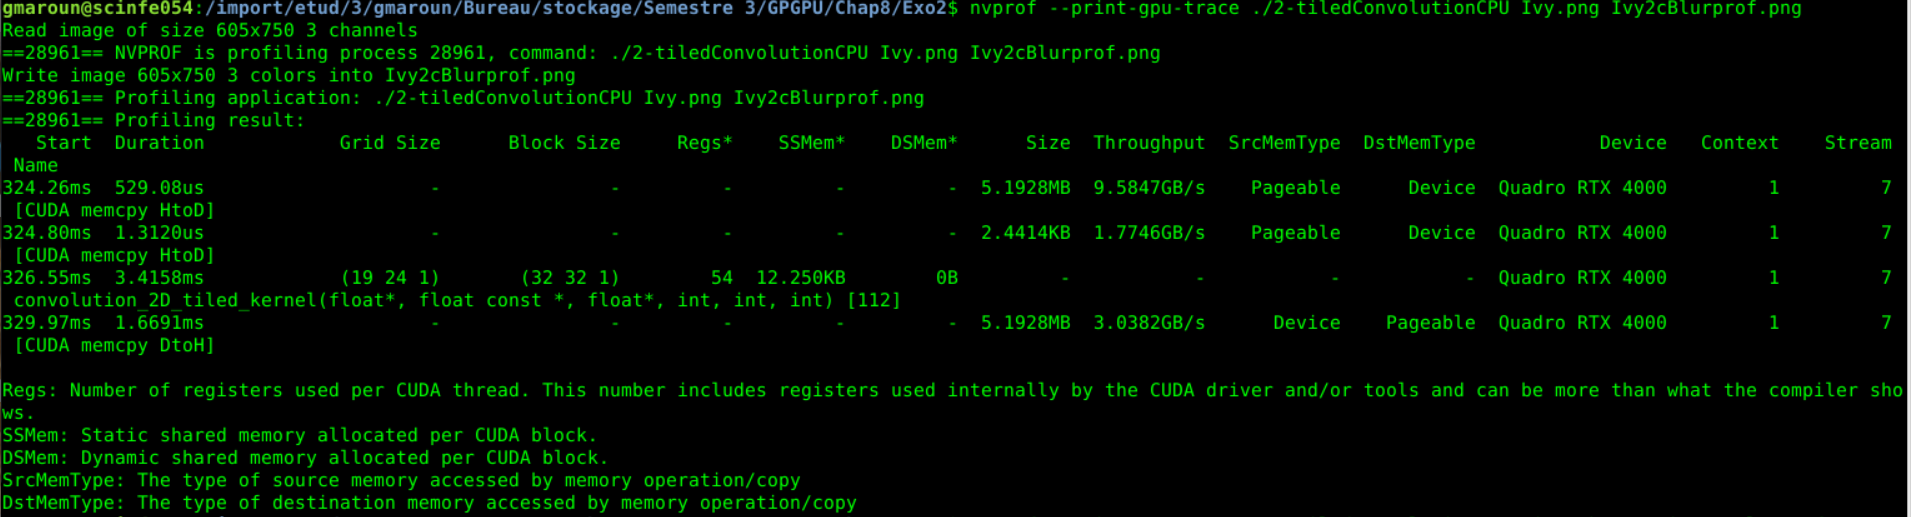 gmaroun@scinfe054:/import/etud/3/gmaroun/Bureau/stockage/Semestre 3/GPGPU/Chap8/Exo2$ nvprof --print-gpu-trace ./2-tiledConvolutionCPU Ivy.png Ivy2cBlurprof.png
Read image of size 605x750 3 channels
==28961== NVPROF is profiling process 28961, command: ./2-tiledConvolutionCPU Ivy.png Ivy2cBlurprof.png
Write image 605x750 3 colors into Ivy2cBlurprof.png
==28961== Profiling application: ./2-tiledConvolutionCPU Ivy.png Ivy2cBlurprof.png
==28961== Profiling result:
   Start  Duration            Grid Size      Block Size     Regs*    SSMem*    DSMem*      Size  Throughput  SrcMemType  DstMemType           Device   Context    Stream
 Name
324.26ms  529.08us                    -               -         -         -         -  5.1928MB  9.5847GB/s    Pageable      Device  Quadro RTX 4000         1         7
 [CUDA memcpy HtoD]
324.80ms  1.3120us                    -               -         -         -         -  2.4414KB  1.7746GB/s    Pageable      Device  Quadro RTX 4000         1         7
 [CUDA memcpy HtoD]
326.55ms  3.4158ms            (19 24 1)       (32 32 1)        54  12.250KB        0B         -           -           -           -  Quadro RTX 4000         1         7
 convolution_2D_tiled_kernel(float*, float const *, float*, int, int, int) [112]
329.97ms  1.6691ms                    -               -         -         -         -  5.1928MB  3.0382GB/s      Device    Pageable  Quadro RTX 4000         1         7
 [CUDA memcpy DtoH]
Regs: Number of registers used per CUDA thread. This number includes registers used internally by the CUDA driver and/or tools and can be more than what the compiler sho
ws.
SSMem: Static shared memory allocated per CUDA block.
DSMem: Dynamic shared memory allocated per CUDA block.
SrcMemType: The type of source memory accessed by memory operation/copy
DstMemType: The type of destination memory accessed by memory operation/copy